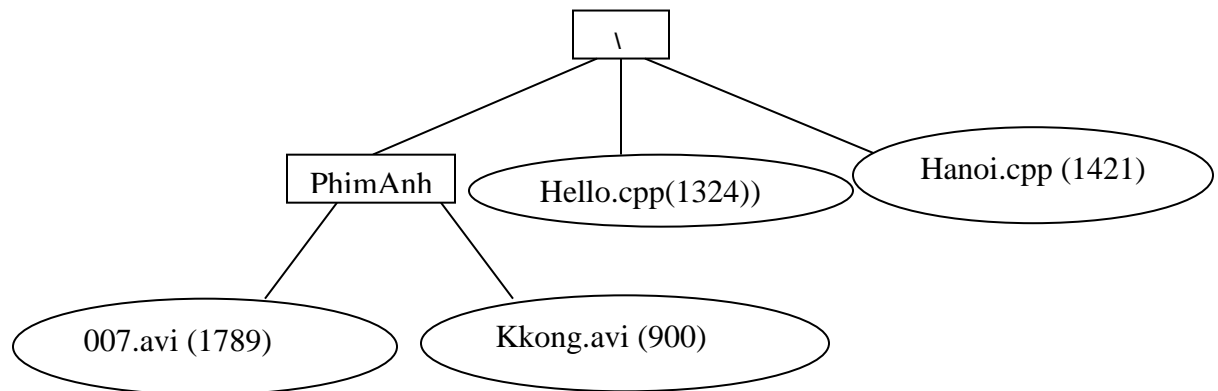 \
PhimAnh
Hello.cpp(1324))
Hanoi.cpp (1421)
007.avi (1789)
Kkong.avi (900)